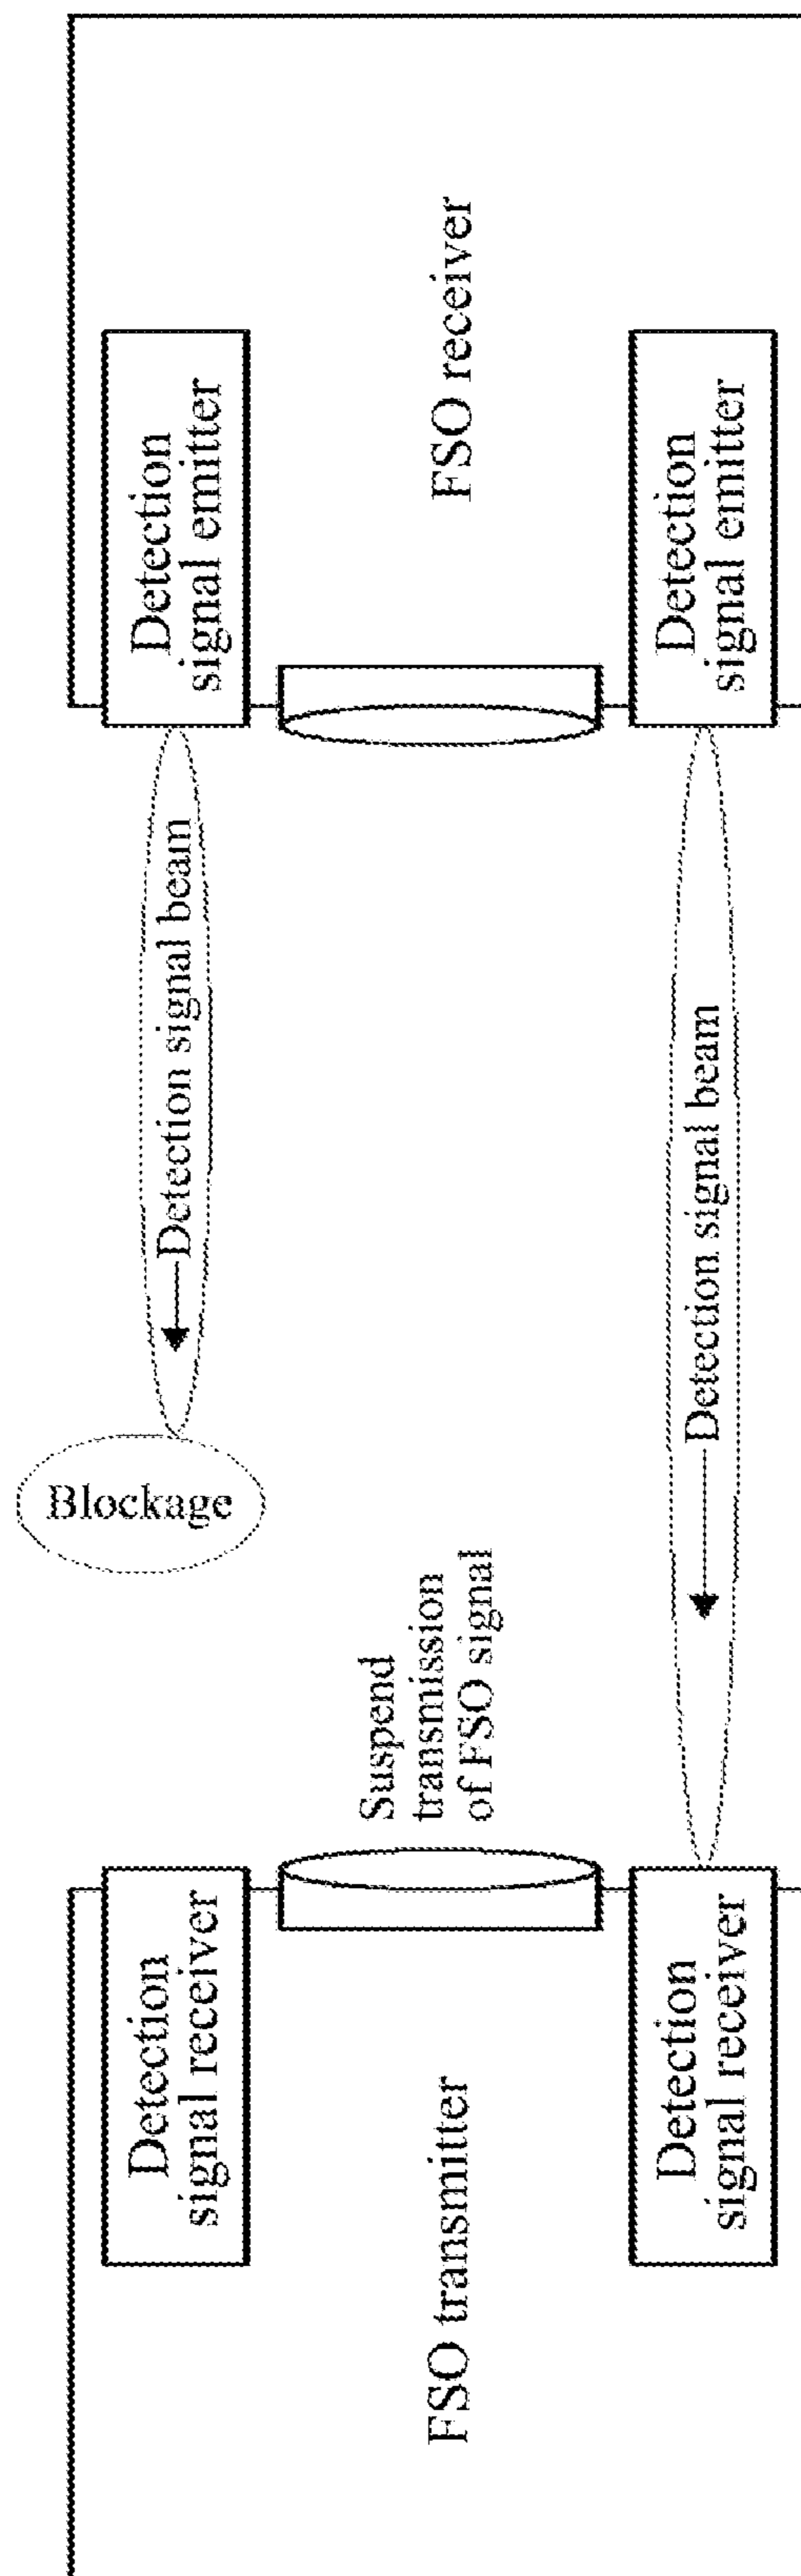 Detection
signal receiver
FSO transmitter
Detection
signal receiver
Suspend
transmission
of FSO signal
Blockage
Detection signal beam
Detection signal beam
Detection
signal emitter
FSO receiver
Detection
signal emitter